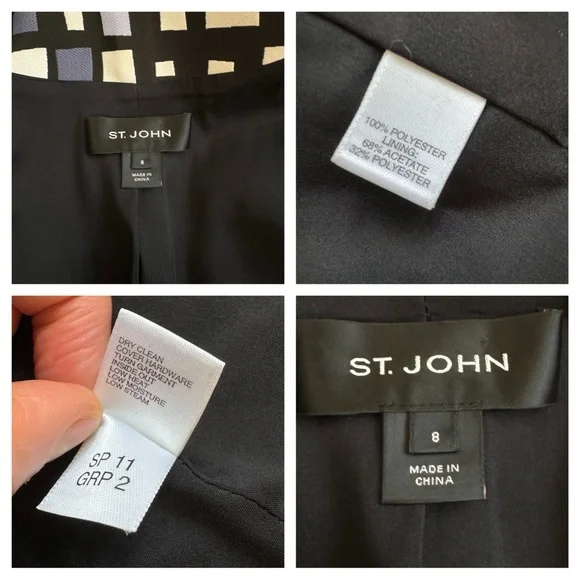 ST. JOHN
8
MADE IN
CHINA
100% POLYESTER
LINING:
68% ACETATE
32% POLYESTER
DRY CLEAN
COVER HARDWARE
TURN GARMENT
INSIDE OUT
LOW HEAT
LOW MOISTURE
LOW STEAM
SP 11
GRP 2
ST. JOHN
8
MADE IN
CHINA